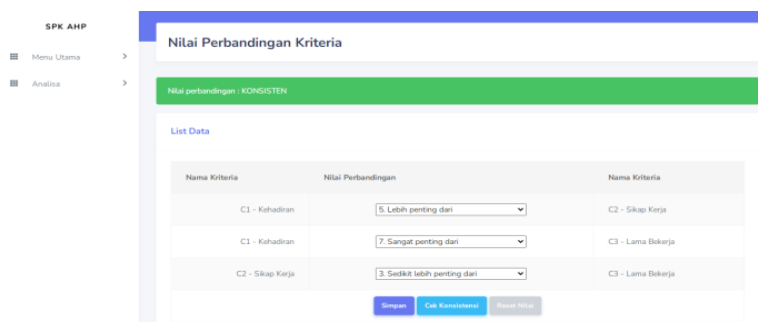 SPK AHP
Menu Utama
Analisa
Nilai Perbandingan Kriteria
Nilai perbandingan : KONSISTEN
List Data
Nama Kriteria Nilai Perbandingan Nama Kriteria
C1 - Kehadiran 5. Lebih penting dari C2 - Sikap Kerja
C1 - Kehadiran 7. Sangat penting dari C3 - Lama Bekerja
C2 - Sikap Kerja 3. Sedikit lebih penting dari C3 - Lama Bekerja
Simpan Cek Konsistensi Reset Nilai